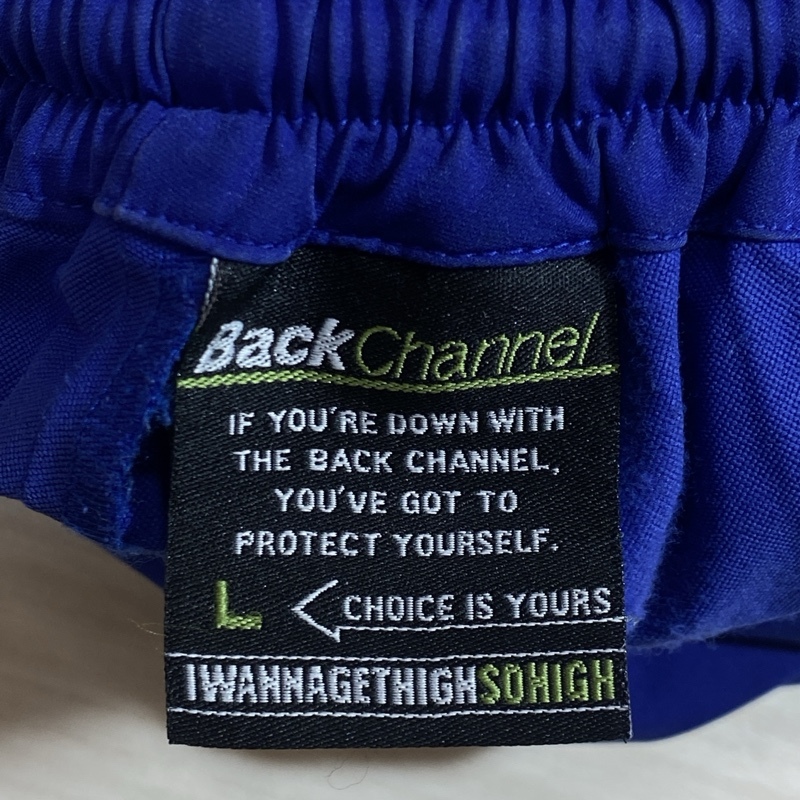 BackChannel
IF YOU'RE DOWN WITH
THE BACK CHANNEL,
YOU'VE GOT TO
PROTECT YOURSELF.
L CHOICE IS YOURS
IWANNAGETHIGHSOHIGH